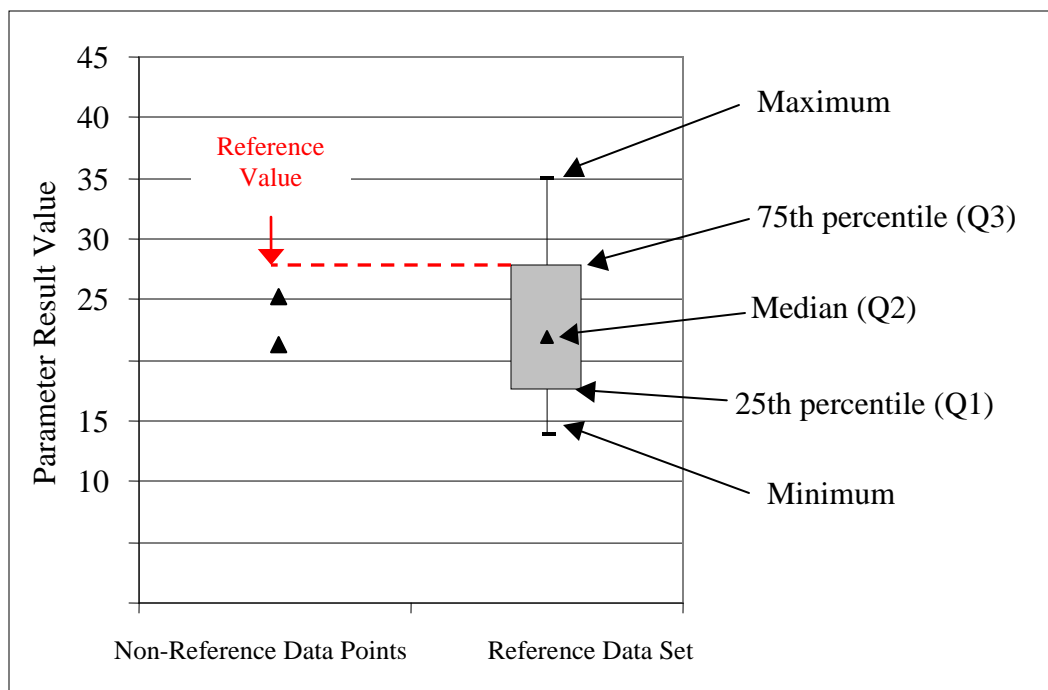 45
40
35
30
25
15
10
Parameter Result Value
Reference
Value
Maximum
75th percentile (Q3)
Median (Q2)
25th percentile (Q1)
Minimum
Non-Reference Data Points
Reference Data Set